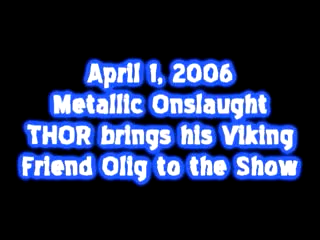 April 1, 2006
Metallic Onslaught
THOR brings his Viking
Friend Olig to the Show